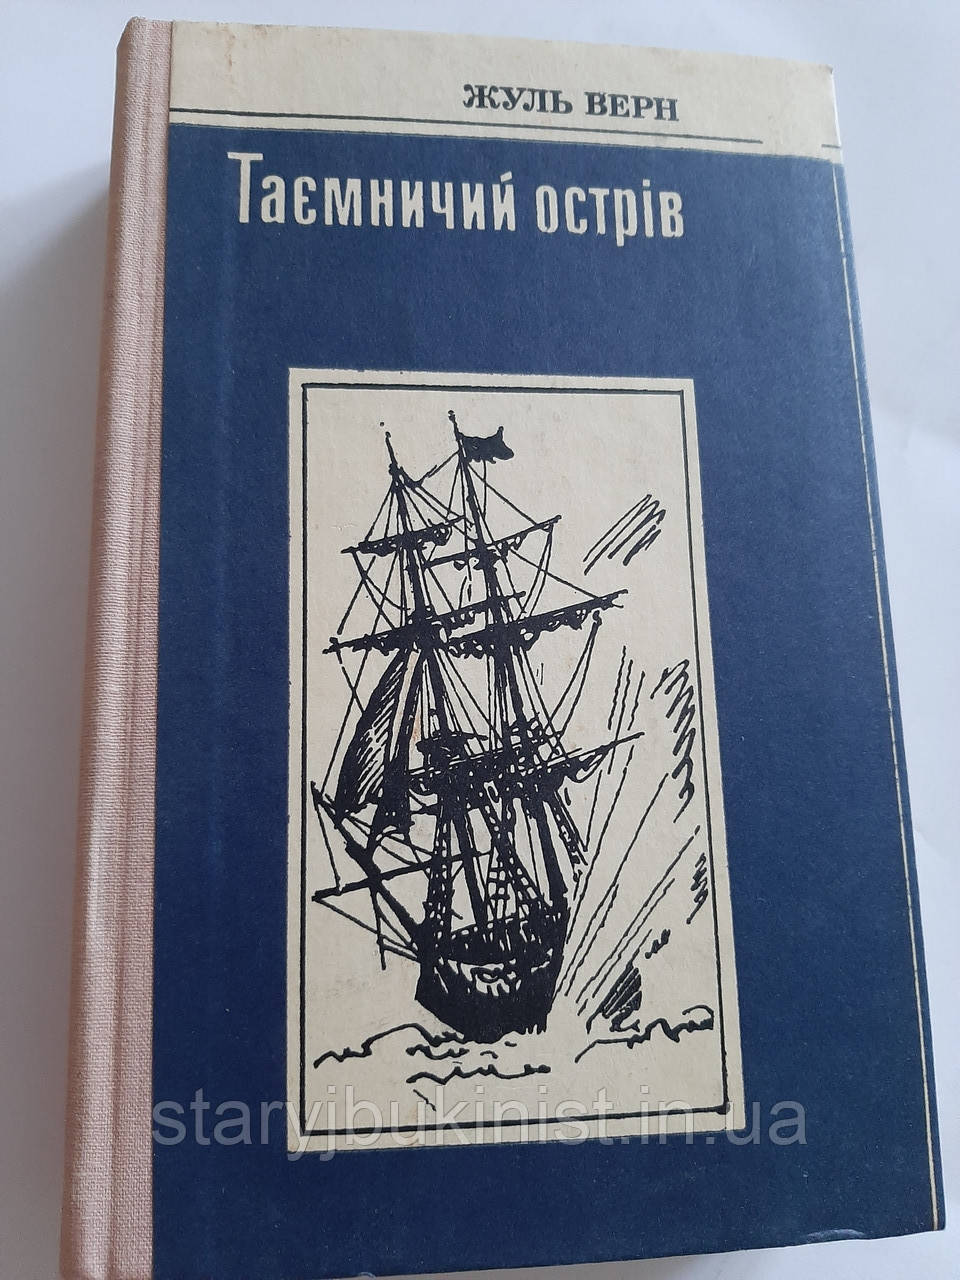 ЖУЛЬ ВЕРН
Таємничий острів
staryjbukinist.in.ua